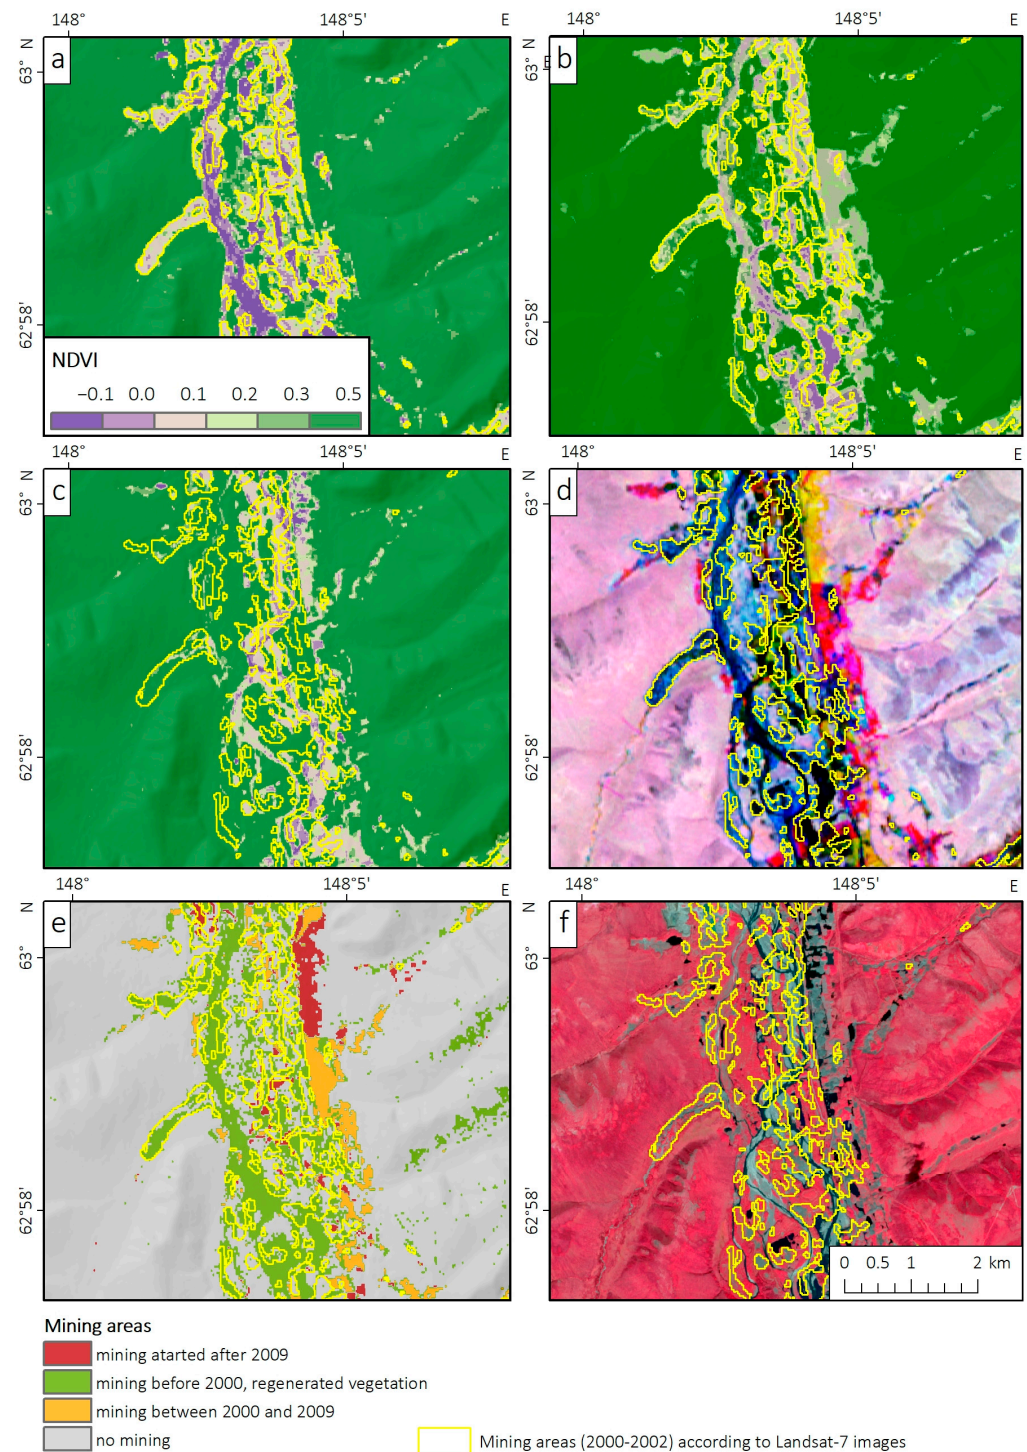 148° 148°5' E 148° 148°5' E
a b
N 63° N 63° E
62°58' 62°58'
NDVI
−0.1 0.0 0.1 0.2 0.3 0.5
148° 148°5' E 148° 148°5' E
c d
N 63° N 63°
62°58' 62°58'
148° 148°5' E 148° 148°5' E
e f
N 63° N 63°
62°58' 62°58'
0 0.5 1 2 km
Mining areas
mining atarted after 2009
mining before 2000, regenerated vegetation
mining between 2000 and 2009
no mining
Mining areas (2000-2002) according to Landsat-7 images